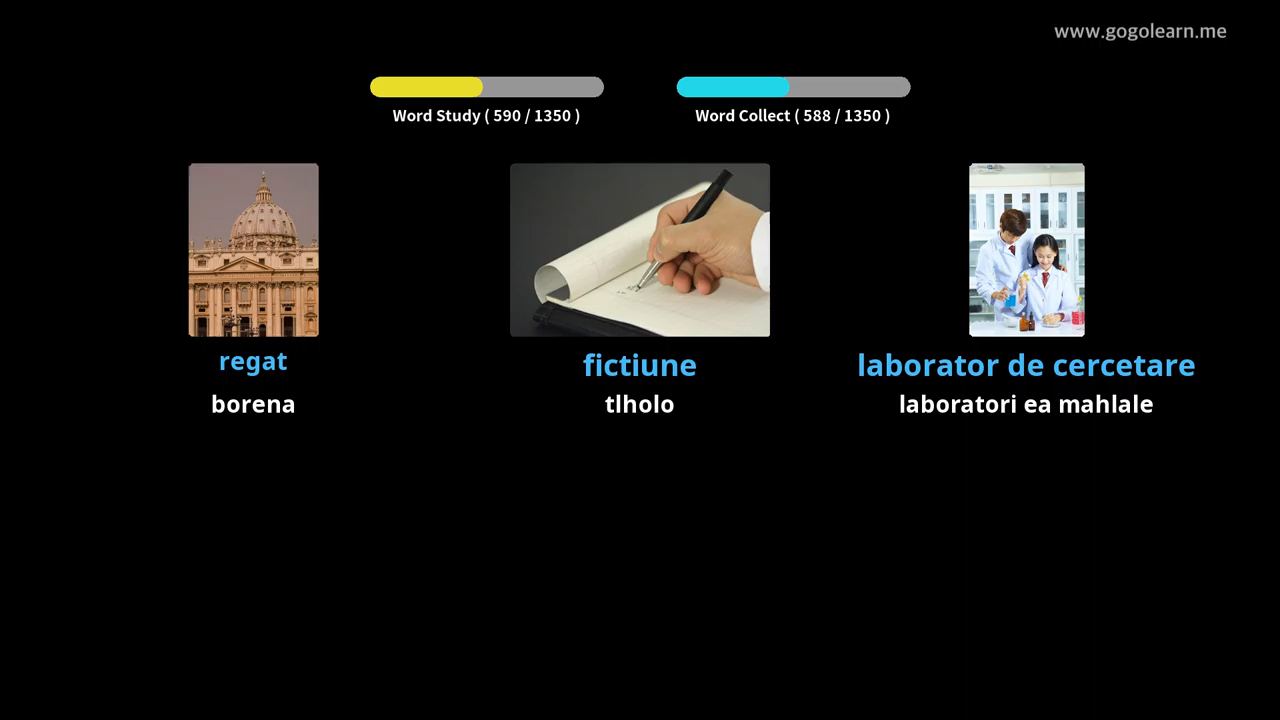 www.gogolearn.me
Word Study ( 590 / 1350 )
Word Collect ( 588 / 1350 )
regat
borena
fictiune
tlholo
laborator de cercetare
laboratori ea mahlale